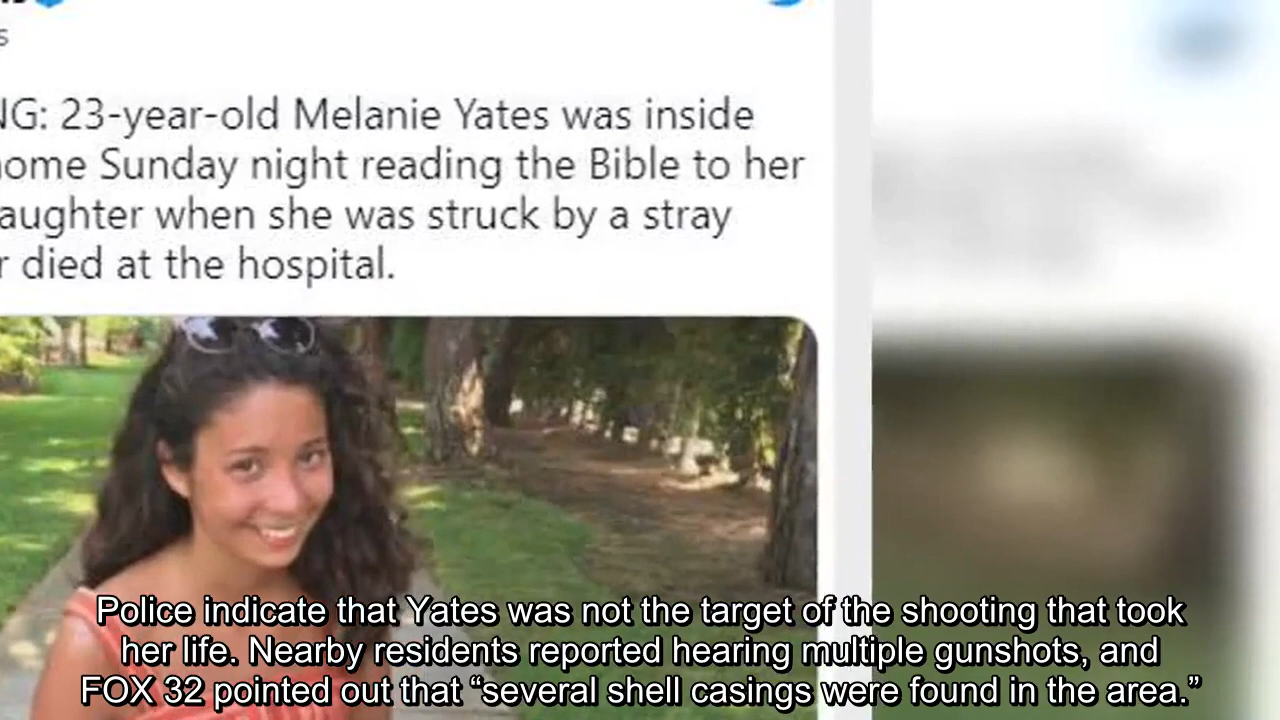 s
NG: 23-year-old Melanie Yates was inside
ome Sunday night reading the Bible to her
aughter when she was struck by a stray
r died at the hospital.
Police indicate that Yates was not the target of the shooting that took
her life. Nearby residents reported hearing multiple gunshots, and
FOX 32 pointed out that “several shell casings were found in the area.”